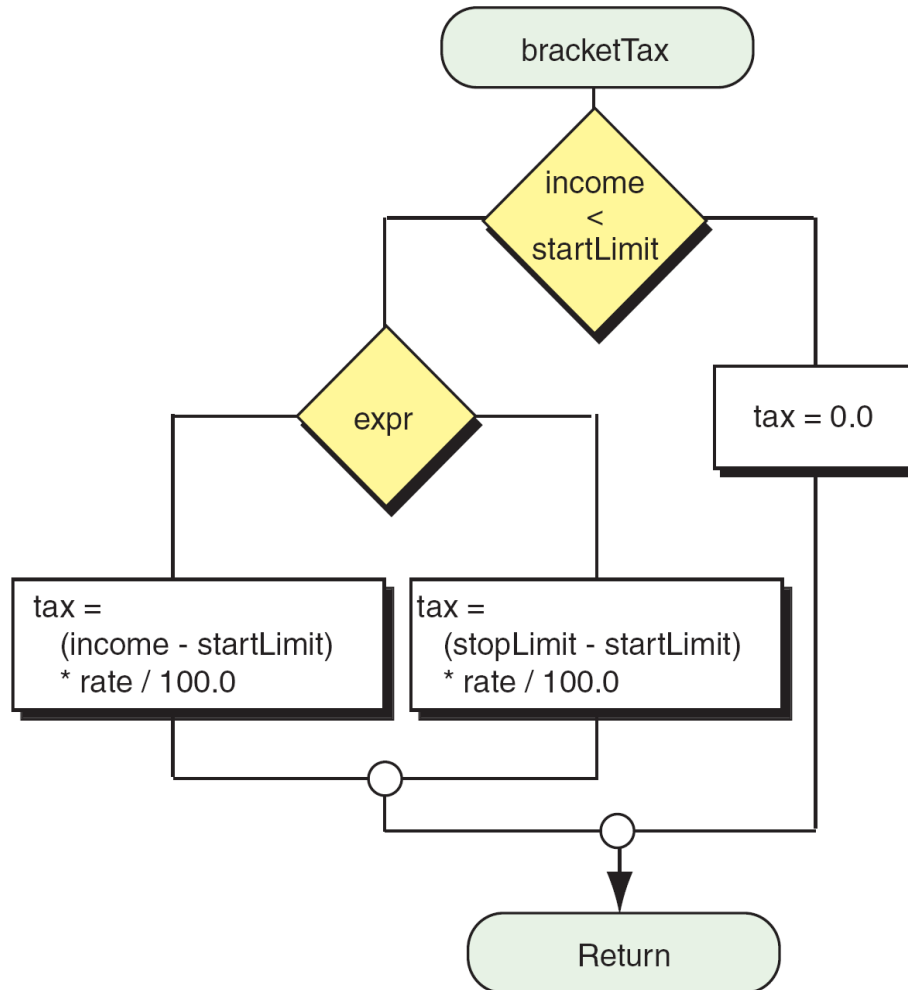 bracketTax
income
<
startLimit
expr
tax = 0.0
tax =
(income - startLimit)
* rate / 100.0
tax =
(stopLimit - startLimit)
* rate / 100.0
Return